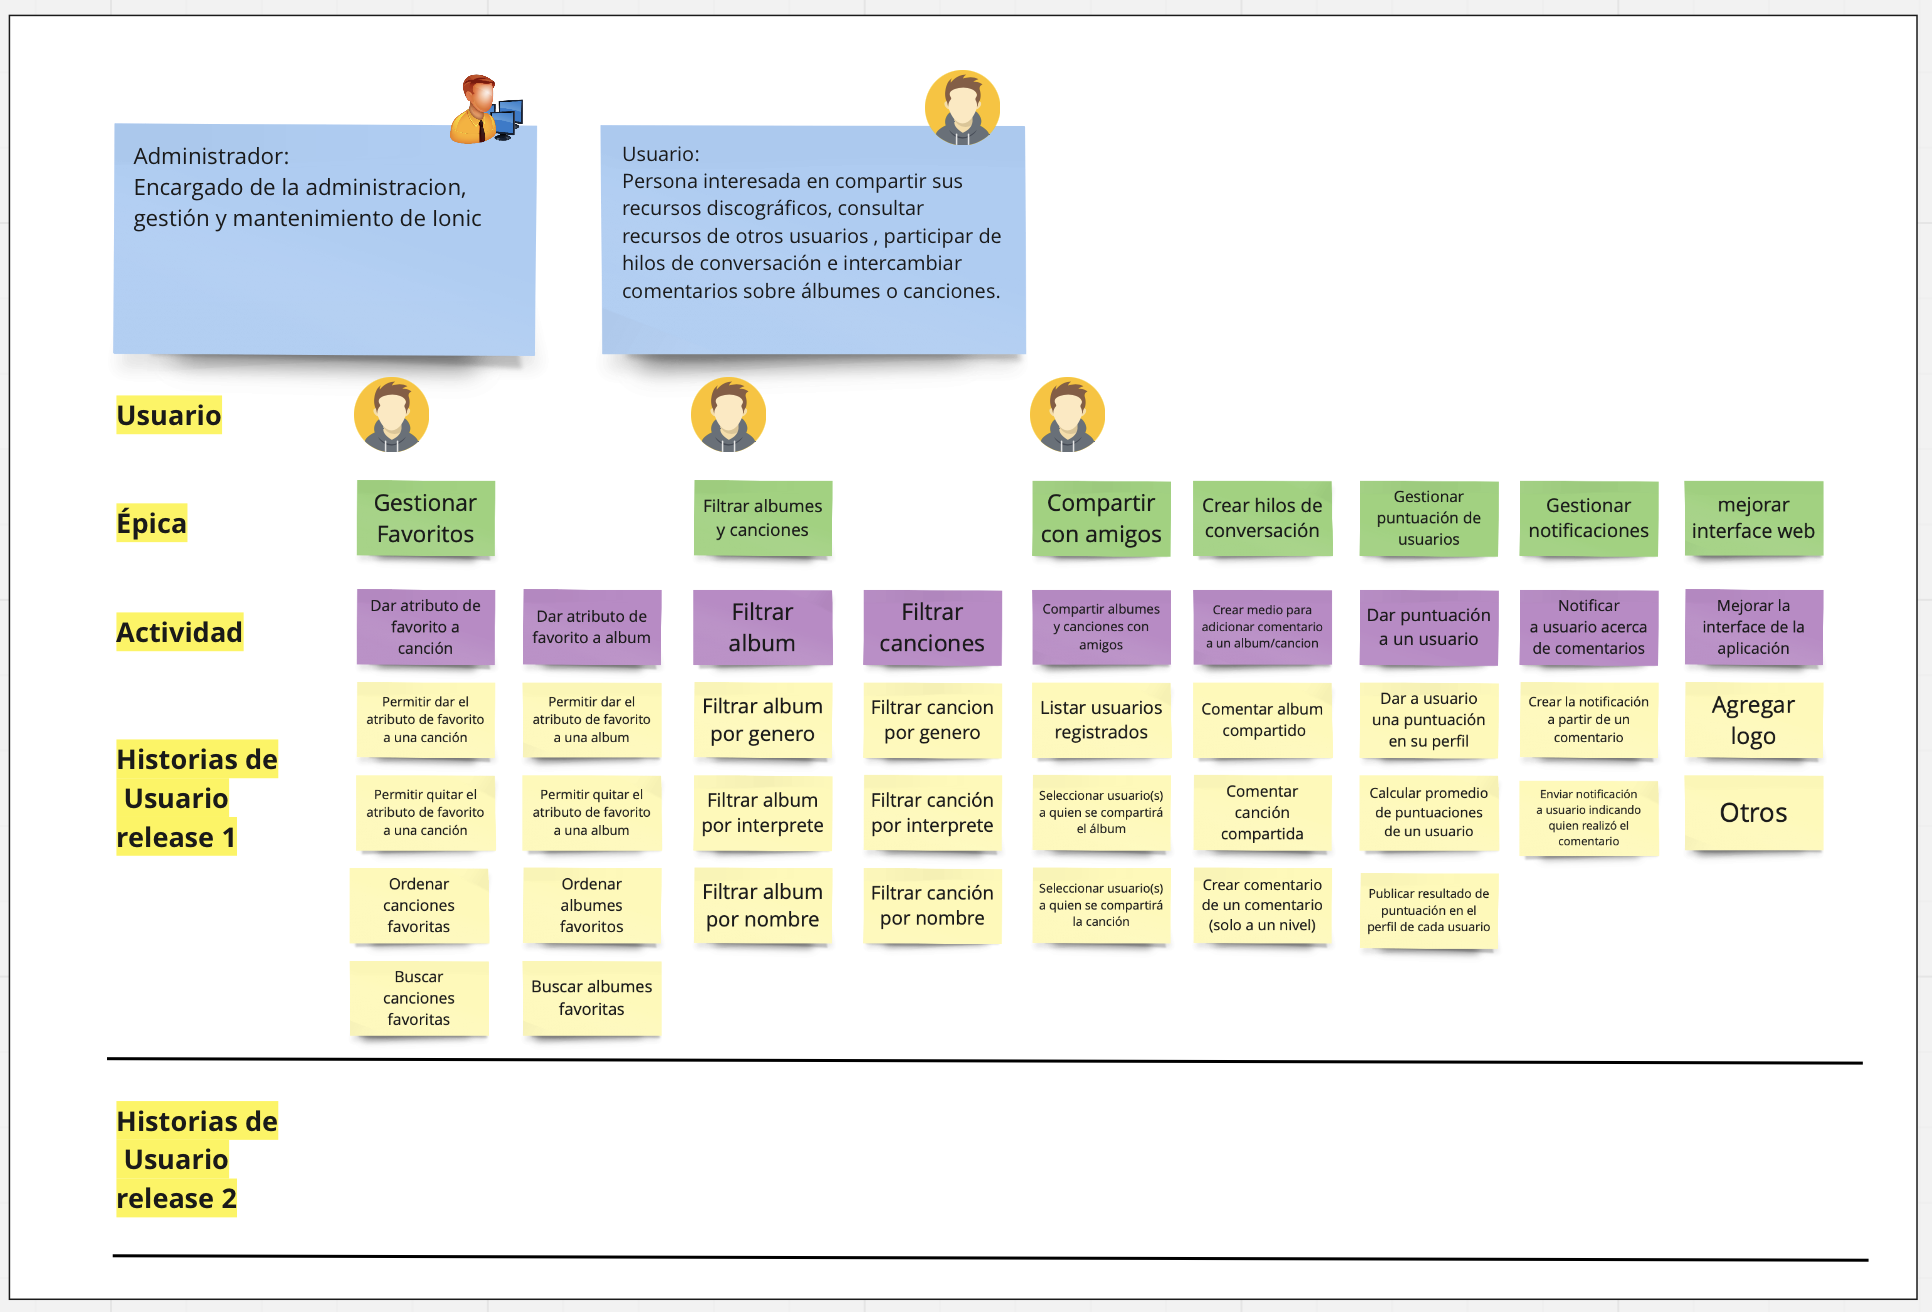 Administrador:
Encargado de la administracion,
gestión y mantenimiento de Ionic
Usuario:
Persona interesada en compartir sus
recursos discográficos, consultar
recursos de otros usuarios , participar de
hilos de conversación e intercambiar
comentarios sobre álbumes o canciones.
Usuario
Épica
Gestionar
Favoritos
Filtrar albumes
y canciones
Compartir
con amigos
Crear hilos de
conversación
Gestionar
puntuación de
usuarios
Gestionar
notificaciones
mejorar
interface web
Actividad
Dar atributo de
favorito a
canción
Dar atributo de
favorito a album
Filtrar
album
Filtrar
canciones
Compartir albumes
y canciones con
amigos
Crear medio para
adicionar comentario
a un album/cancion
Dar puntuación
a un usuario
Notificar
a usuario acerca
de comentarios
Mejorar la
interface de la
aplicación
Historias de
Usuario
release 1
Permitir dar el
atributo de favorito
a una canción
Permitir dar el
atributo de favorito
a una album
Filtrar album
por genero
Filtrar cancion
por genero
Listar usuarios
registrados
Comentar album
compartido
Dar a usuario
una puntuación
en su perfil
Crear la notificación
a partir de un
comentario
Agregar
logo
Permitir quitar el
atributo de favorito
a una canción
Permitir quitar el
atributo de favorito
a una album
Filtrar album
por interprete
Filtrar canción
por interprete
Seleccionar usuario(s)
a quien se compartirá
el álbum
Comentar
canción
compartida
Calcular promedio
de puntuaciones
de un usuario
Enviar notificación
a usuario indicando
quien realizó el
comentario
Otros
Ordenar
canciones
favoritas
Ordenar
albumes
favoritos
Filtrar album
por nombre
Filtrar canción
por nombre
Seleccionar usuario(s)
a quien se compartirá
la canción
Crear comentario
de un comentario
(solo a un nivel)
Publicar resultado de
puntuación en el
perfil de cada usuario
Buscar
canciones
favoritas
Buscar albumes
favoritas
Historias de
Usuario
release 2